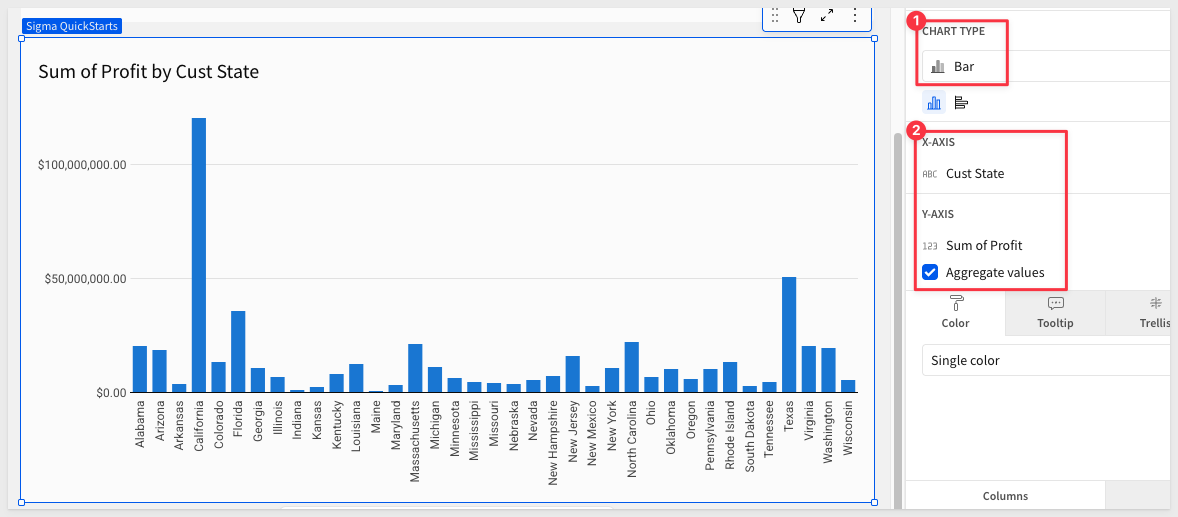 Sigma QuickStarts
Sum of Profit by Cust State
$100,000,000.00
$50,000,000.00
$0.00
Alabama
Arizona
Arkansas
California
Colorado
Florida
Georgia
Illinois
Indiana
Kansas
Kentucky
Louisiana
Maine
Maryland
Massachusetts
Michigan
Minnesota
Mississippi
Missouri
Nebraska
Nevada
New Hampshire
New Jersey
New Mexico
New York
North Carolina
Ohio
Oklahoma
Oregon
Pennsylvania
Rhode Island
South Dakota
Tennessee
Texas
Virginia
Washington
Wisconsin
1
CHART TYPE
Bar
2
X-AXIS
ABC Cust State
Y-AXIS
123 Sum of Profit
Aggregate values
Color Tooltip Trellis
Single color
Columns